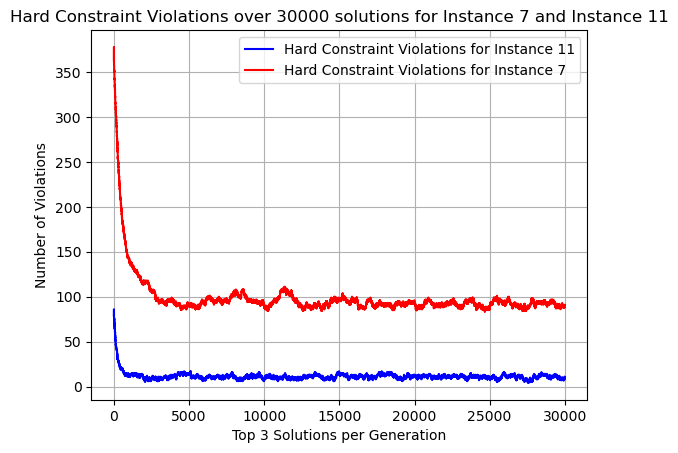 Hard Constraint Violations over 30000 solutions for Instance 7 and Instance 11
Hard Constraint Violations for Instance 11
Hard Constraint Violations for Instance 7
Number of Violations
350
300
250
200
150
100
50
0
0 5000 10000 15000 20000 25000 30000
Top 3 Solutions per Generation